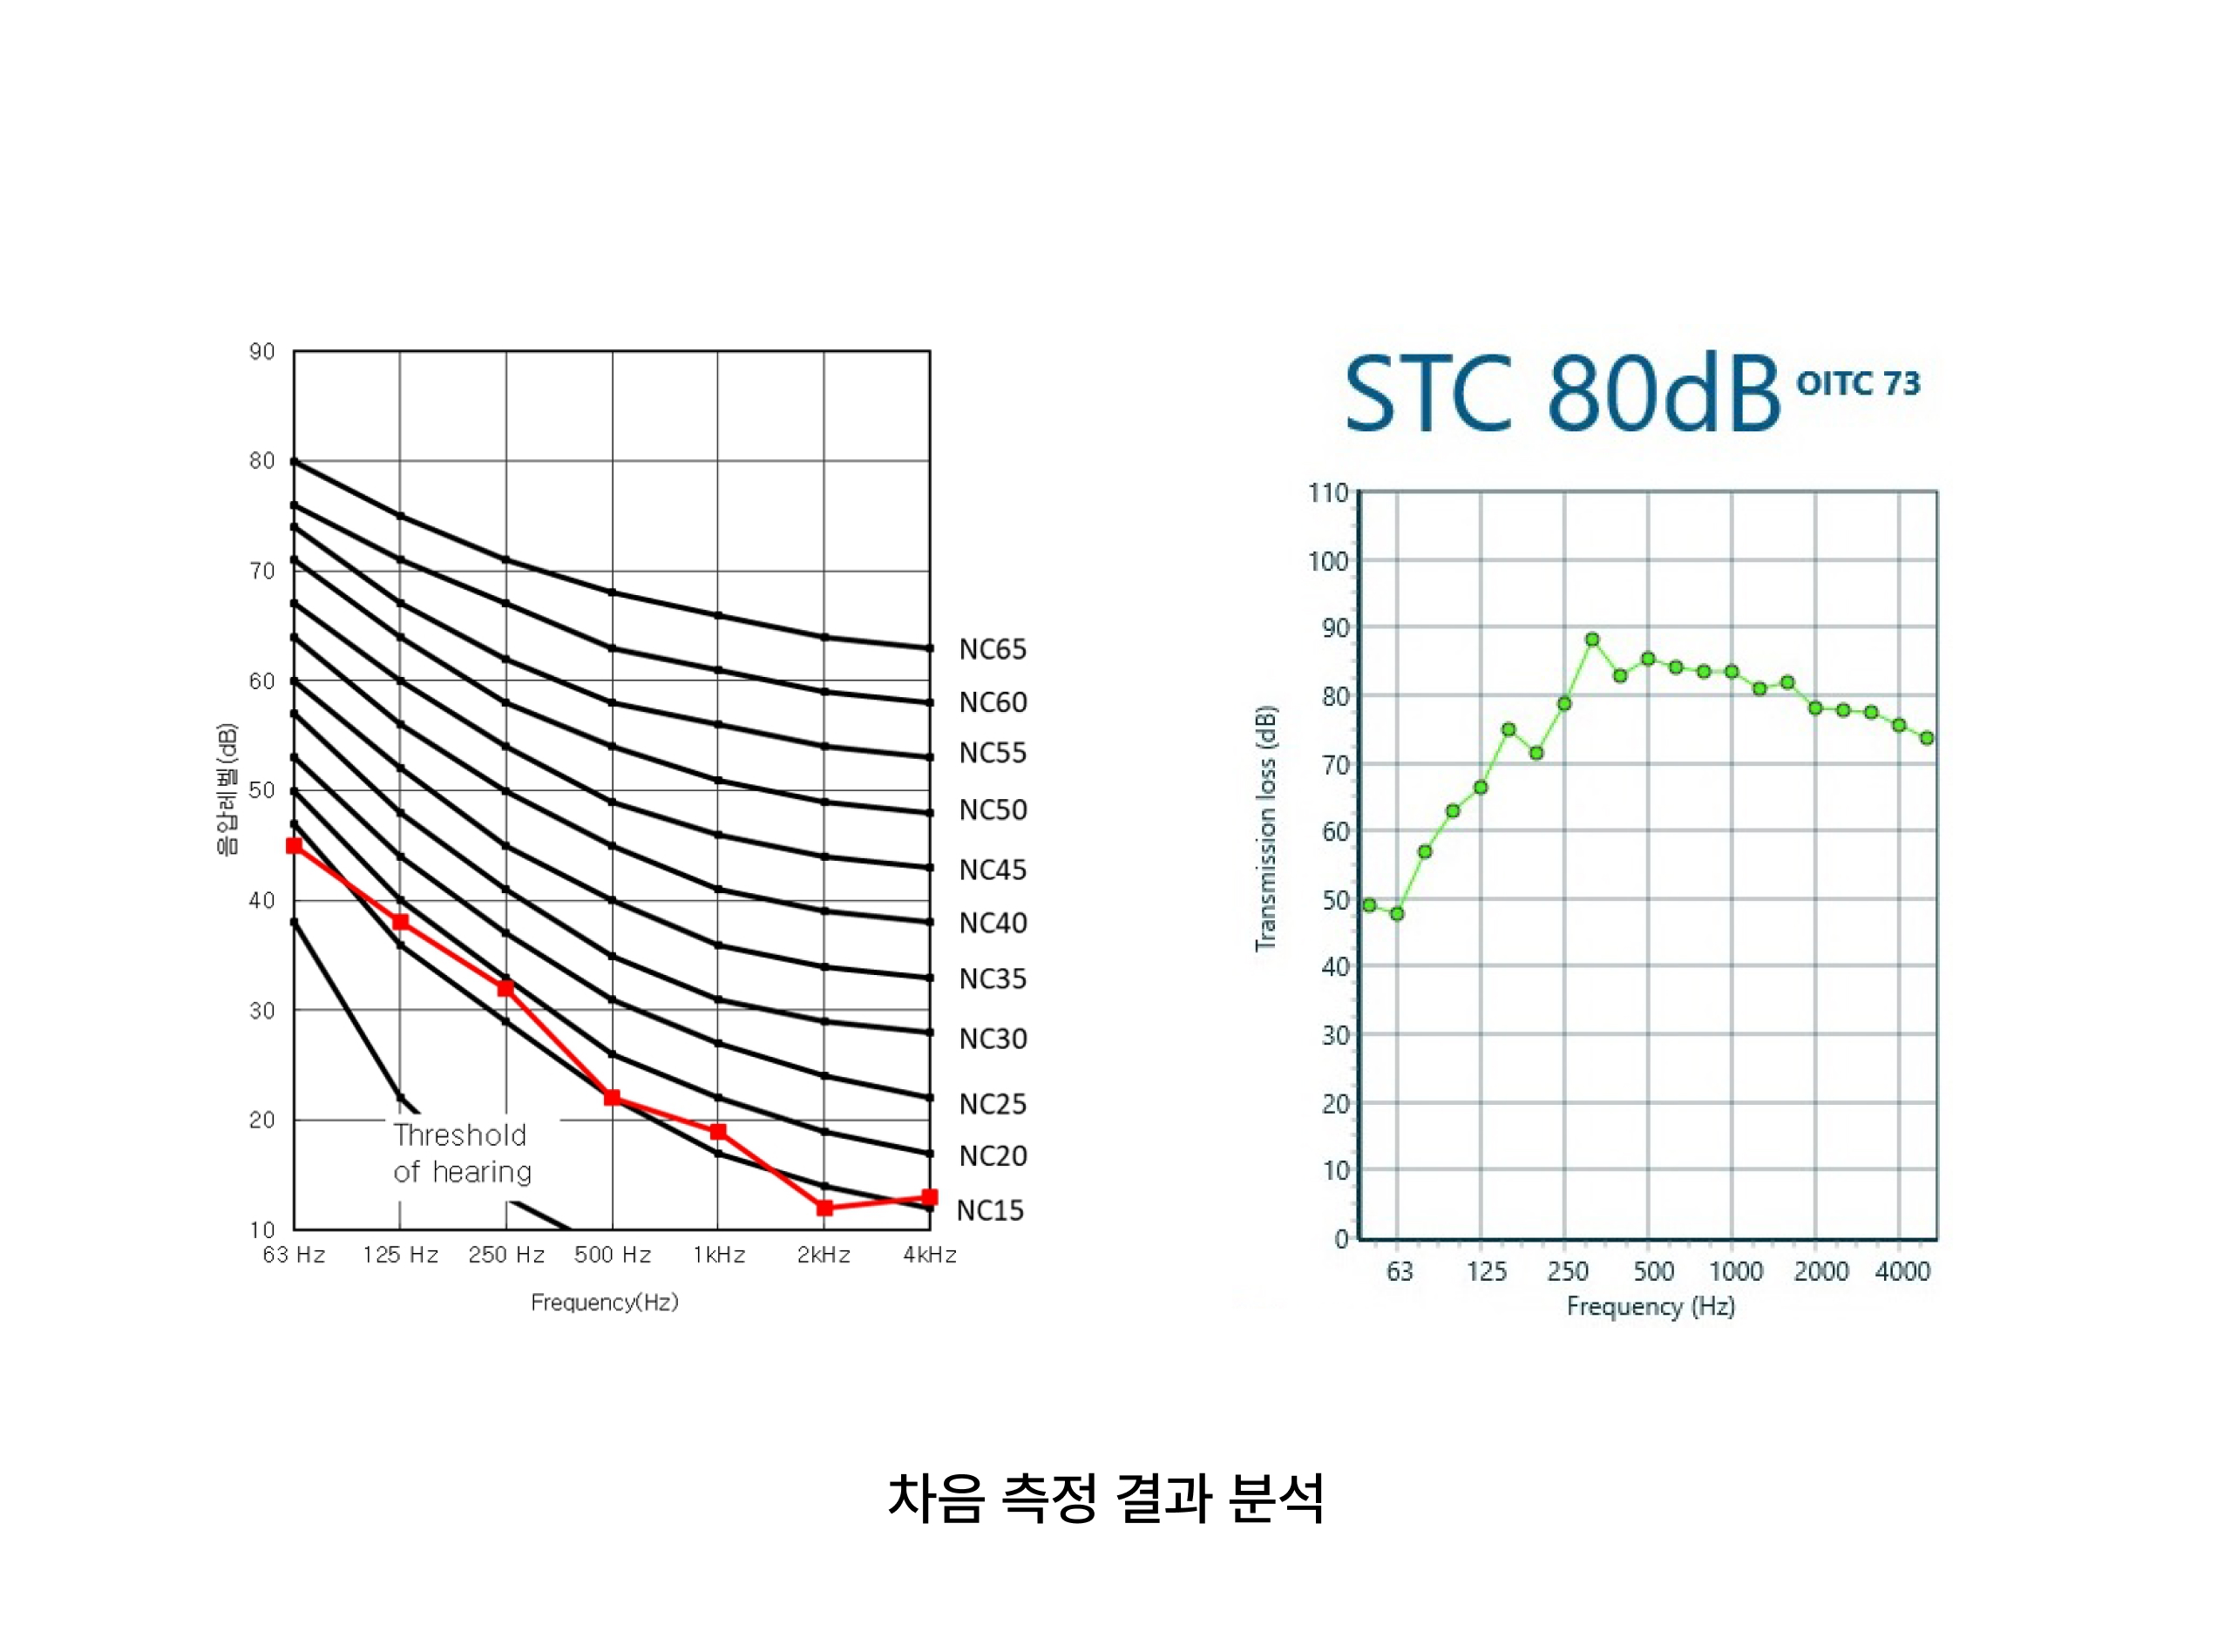 90
80
70
60
50
40
30
20
10
음압레벨(dB)
NC65
NC60
NC55
NC50
NC45
NC40
NC35
NC30
NC25
NC20
NC15
Threshold
of hearing
63 Hz 125 Hz 250 Hz 500 Hz 1kHz 2kHz 4kHz
Frequency(Hz)
STC 80dB OITC 73
110
100
90
80
70
60
50
40
30
20
10
0
Transmission loss (dB)
63 125 250 500 1000 2000 4000
Frequency (Hz)
차음 측정 결과 분석